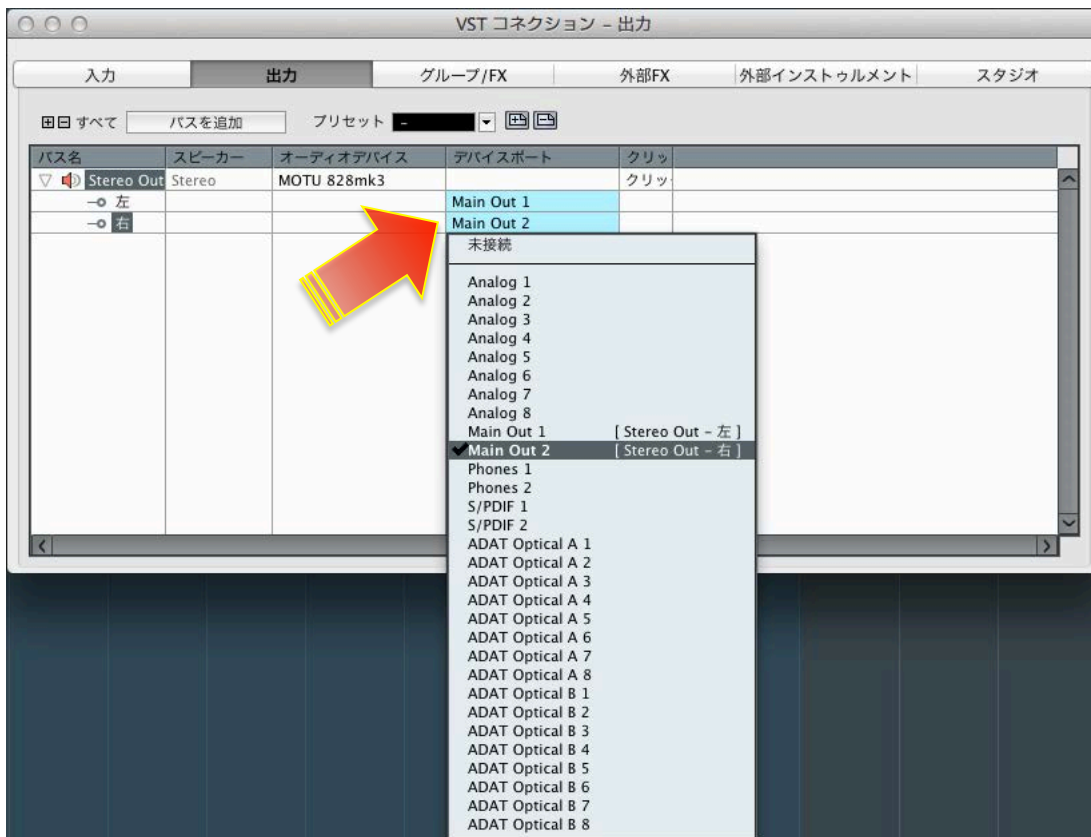 VST コネクション – 出力
入力 出力 グループ/FX 外部FX 外部インストゥルメント スタジオ
すべて バスを追加 プリセット –
バス名 スピーカー オーディオデバイス デバイスポート クリッ
Stereo Out Stereo MOTU 828mk3 クリッ
左 Main Out 1
右 Main Out 2
未接続
Analog 1
Analog 2
Analog 3
Analog 4
Analog 5
Analog 6
Analog 7
Analog 8
Main Out 1 [ Stereo Out – 左 ]
Main Out 2 [ Stereo Out – 右 ]
Phones 1
Phones 2
S/PDIF 1
S/PDIF 2
ADAT Optical A 1
ADAT Optical A 2
ADAT Optical A 3
ADAT Optical A 4
ADAT Optical A 5
ADAT Optical A 6
ADAT Optical A 7
ADAT Optical A 8
ADAT Optical B 1
ADAT Optical B 2
ADAT Optical B 3
ADAT Optical B 4
ADAT Optical B 5
ADAT Optical B 6
ADAT Optical B 7
ADAT Optical B 8